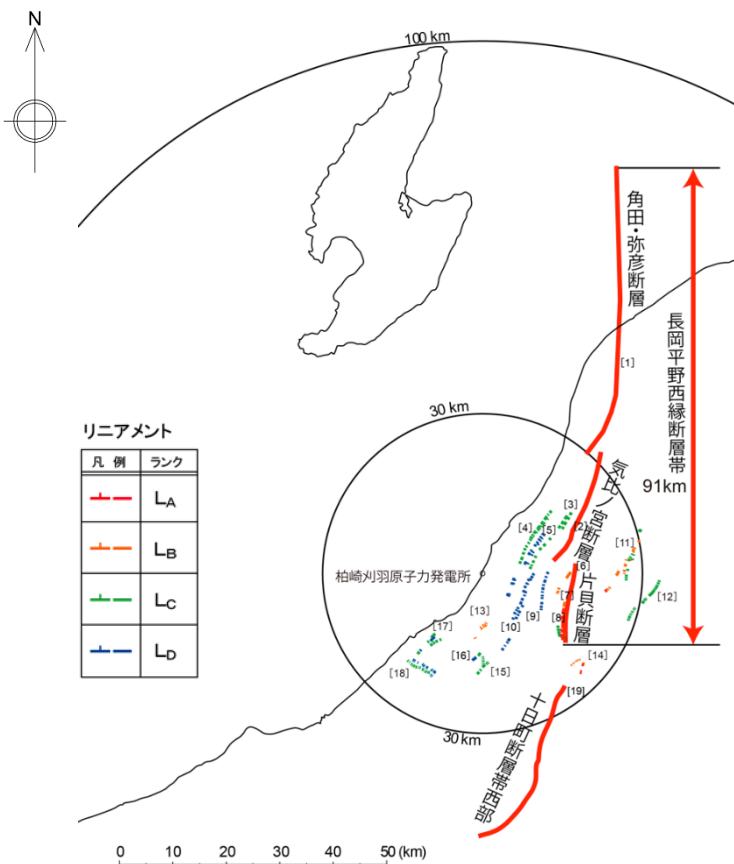 N
100 km
角田・弥彦断層
[1]
長岡平野西縁断層帯
91km
30 km
リニアメント
凡 例 ランク
LA
LB
LC
LD
気比ノ宮断層
[3]
[4]
[5]
[2]
[11]
柏崎刈羽原子力発電所
[6]
片貝断層
[7]
[12]
[9]
[13]
[8]
[10]
[17]
[14]
[16]
[15]
[18]
[19]
十日町断層帯西部
30 km
0 10 20 30 40 50 (km)